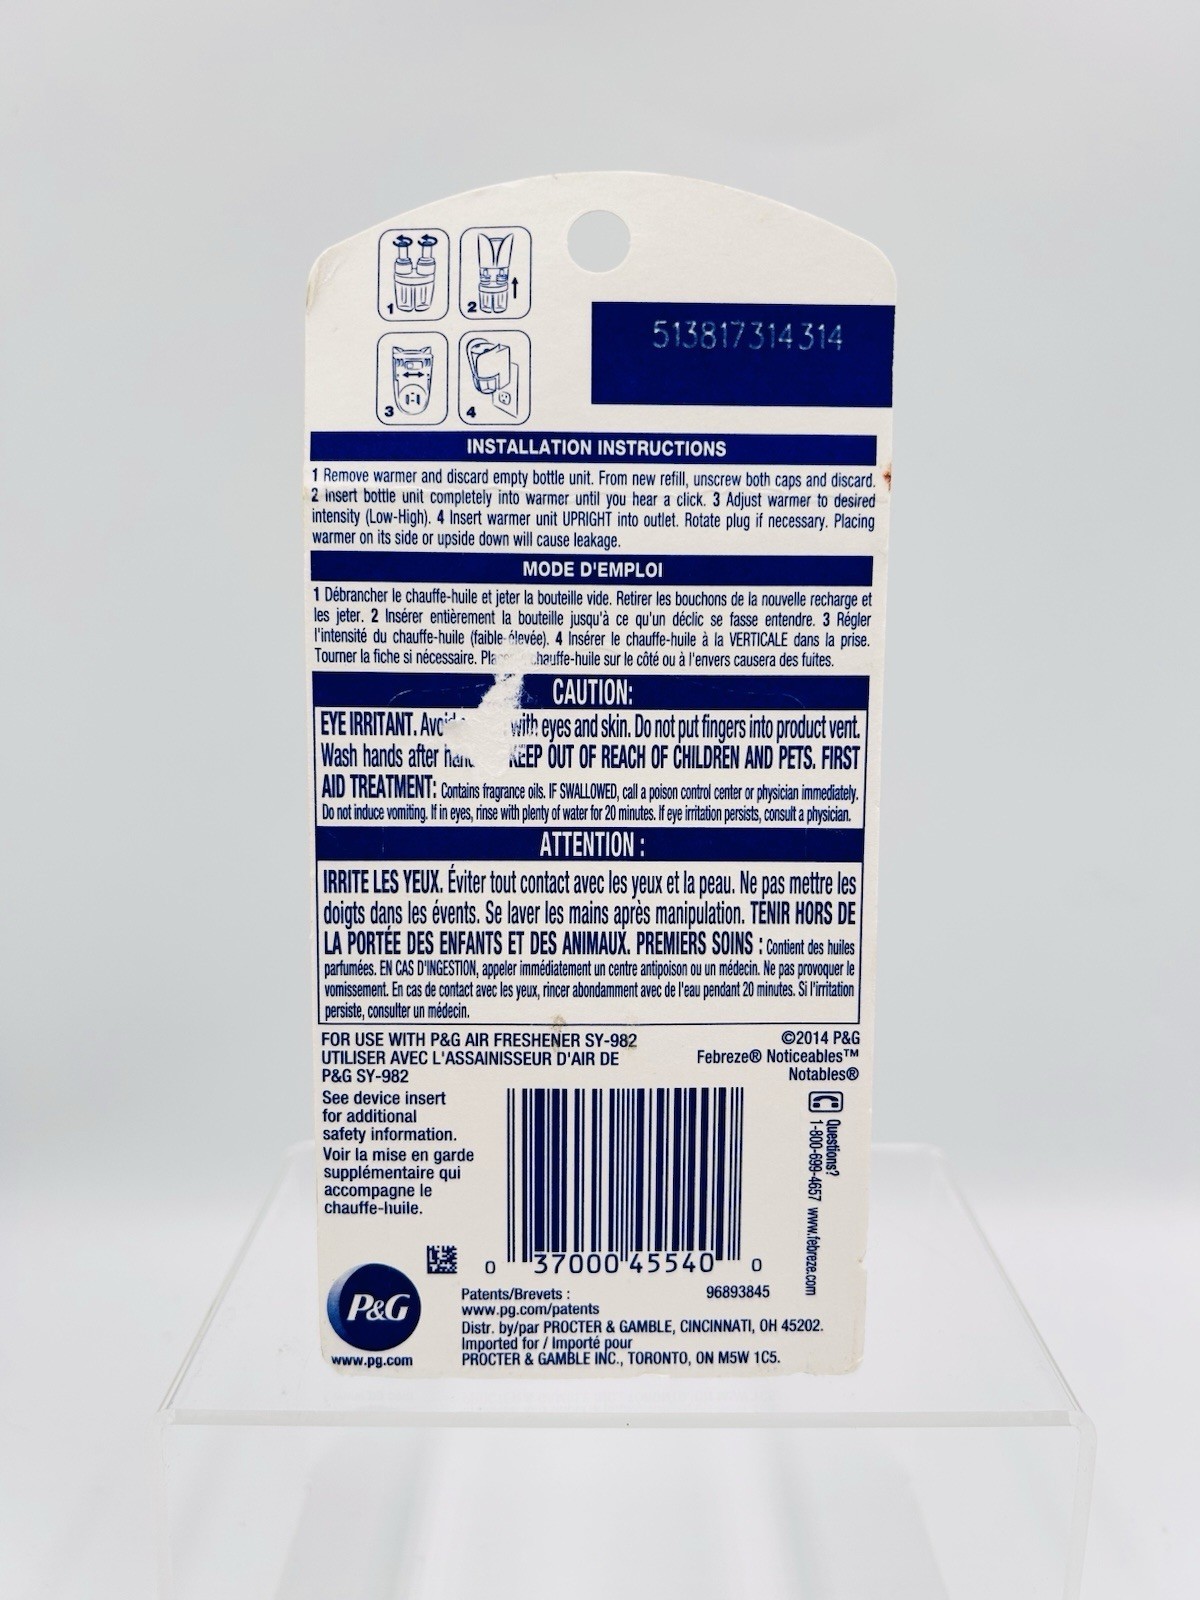 1
2
3
4
513817314314
INSTALLATION INSTRUCTIONS
1 Remove warmer and discard empty bottle unit. From new refill, unscrew both caps and discard.
2 Insert bottle unit completely into warmer until you hear a click. 3 Adjust warmer to desired
intensity (Low-High). 4 Insert warmer unit UPRIGHT into outlet. Rotate plug if necessary. Placing
warmer on its side or upside down will cause leakage.
MODE D'EMPLOI
1 Débrancher le chauffe-huile et jeter la bouteille vide. Retirer les bouchons de la nouvelle recharge et
les jeter. 2 Insérer entièrement la bouteille jusqu'à ce qu'un déclic se fasse entendre. 3 Régler
l'intensité du chauffe-huile (faible-élevée). 4 Insérer le chauffe-huile à la VERTICALE dans la prise.
Tourner la fiche si nécessaire. chauffe-huile sur le côté ou à l'envers causera des fuites.
CAUTION:
EYE IRRITANT. Avoid with eyes and skin. Do not put fingers into product vent.
Wash hands after KEEP OUT OF REACH OF CHILDREN AND PETS. FIRST
AID TREATMENT: Contains fragrance oils. IF SWALLOWED, call a poison control center or physician immediately.
Do not induce vomiting. If in eyes, rinse with plenty of water for 20 minutes. If eye irritation persists, consult a physician.
ATTENTION :
IRRITE LES YEUX. Éviter tout contact avec les yeux et la peau. Ne pas mettre les
doigts dans les évents. Se laver les mains après manipulation. TENIR HORS DE
LA PORTÉE DES ENFANTS ET DES ANIMAUX. PREMIERS SOINS : Contient des huiles
parfumées. EN CAS D'INGESTION, appeler immédiatement un centre antipoison ou un médecin. Ne pas provoquer le
vomissement. En cas de contact avec les yeux, rincer abondamment avec de l'eau pendant 20 minutes. Si l'irritation
persiste, consulter un médecin.
FOR USE WITH P&G AIR FRESHENER SY-982
UTILISER AVEC L'ASSAINISSEUR D'AIR DE
P&G SY-982
©2014 P&G
Febreze® Noticeables™
Notables®
See device insert
for additional
safety information.
Voir la mise en garde
supplémentaire qui
accompagne le
chauffe-huile.
Questions?
1-800-699-4657 www.febreze.com
0 37000 45540 0
P&G
www.pg.com
Patents/Brevets :
www.pg.com/patents
96893845
Distr. by/par PROCTER & GAMBLE, CINCINNATI, OH 45202.
Imported for / Importé pour
PROCTER & GAMBLE INC., TORONTO, ON M5W 1C5.